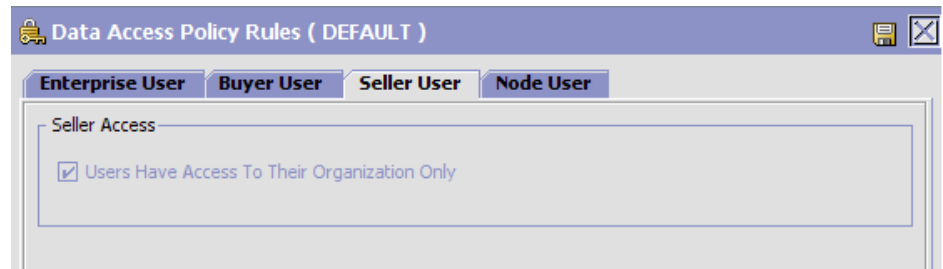 Data Access Policy Rules ( DEFAULT )
Enterprise User Buyer User Seller User Node User
Seller Access
Users Have Access To Their Organization Only